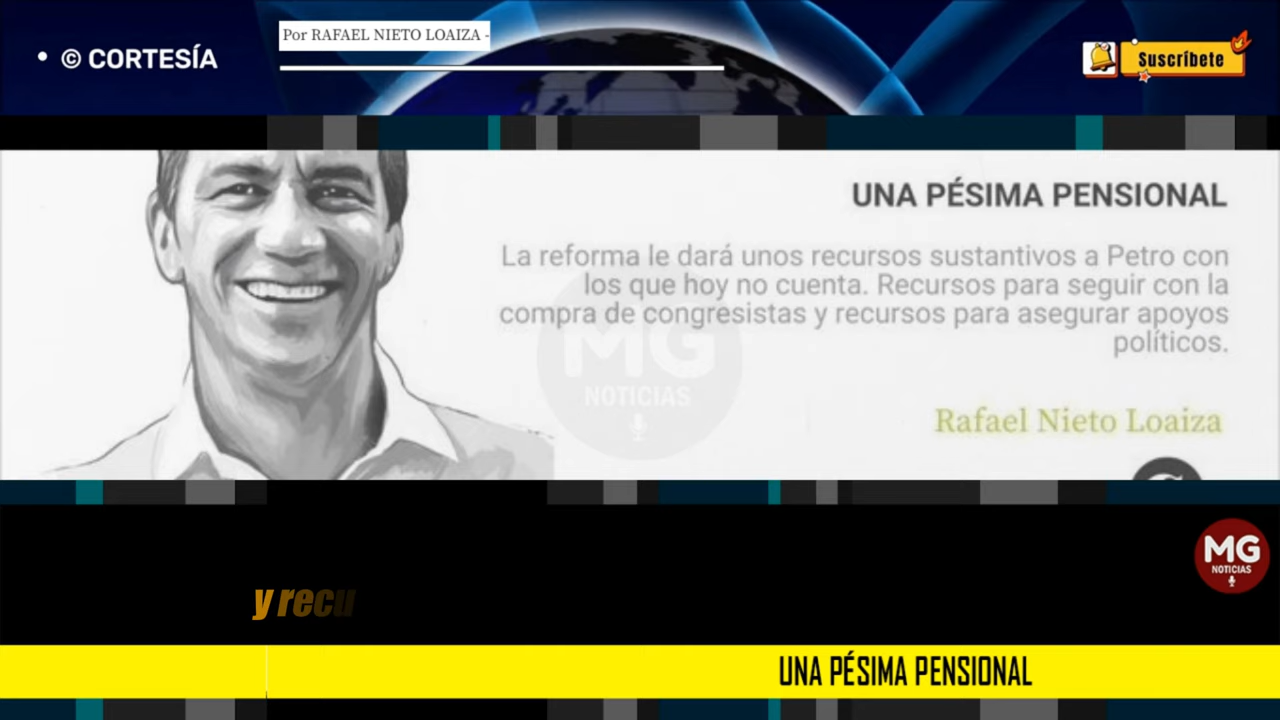 Por RAFAEL NIETO LOAIZA -
• © CORTESÍA
Suscríbete
UNA PÉSIMA PENSIONAL
La reforma le dará unos recursos sustantivos a Petro con
los que hoy no cuenta. Recursos para seguir con la
compra de congresistas y recursos para asegurar apoyos
políticos.
MG
NOTICIAS
Rafael Nieto Loaiza
MG
NOTICIAS
y recu
UNA PÉSIMA PENSIONAL